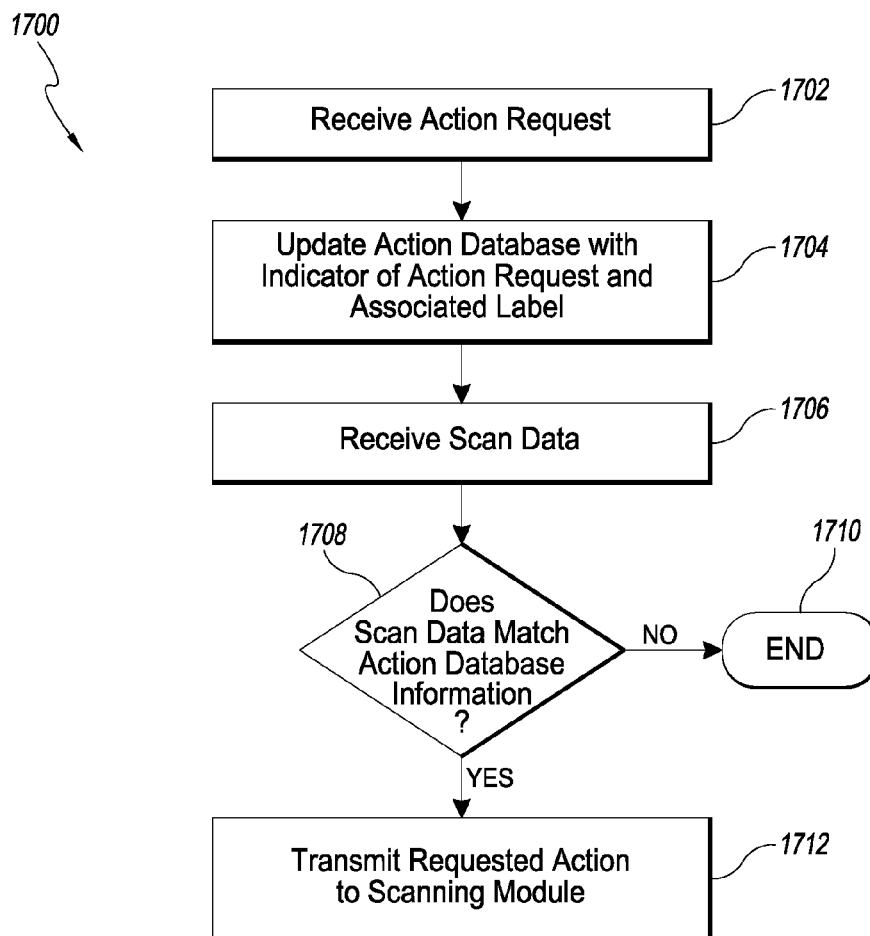 1700
1702
Receive Action Request
1704
Update Action Database with
Indicator of Action Request and
Associated Label
1706
Receive Scan Data
1708
1710
Does
Scan Data Match
Action Database
Information
?
NO
END
YES
1712
Transmit Requested Action
to Scanning Module